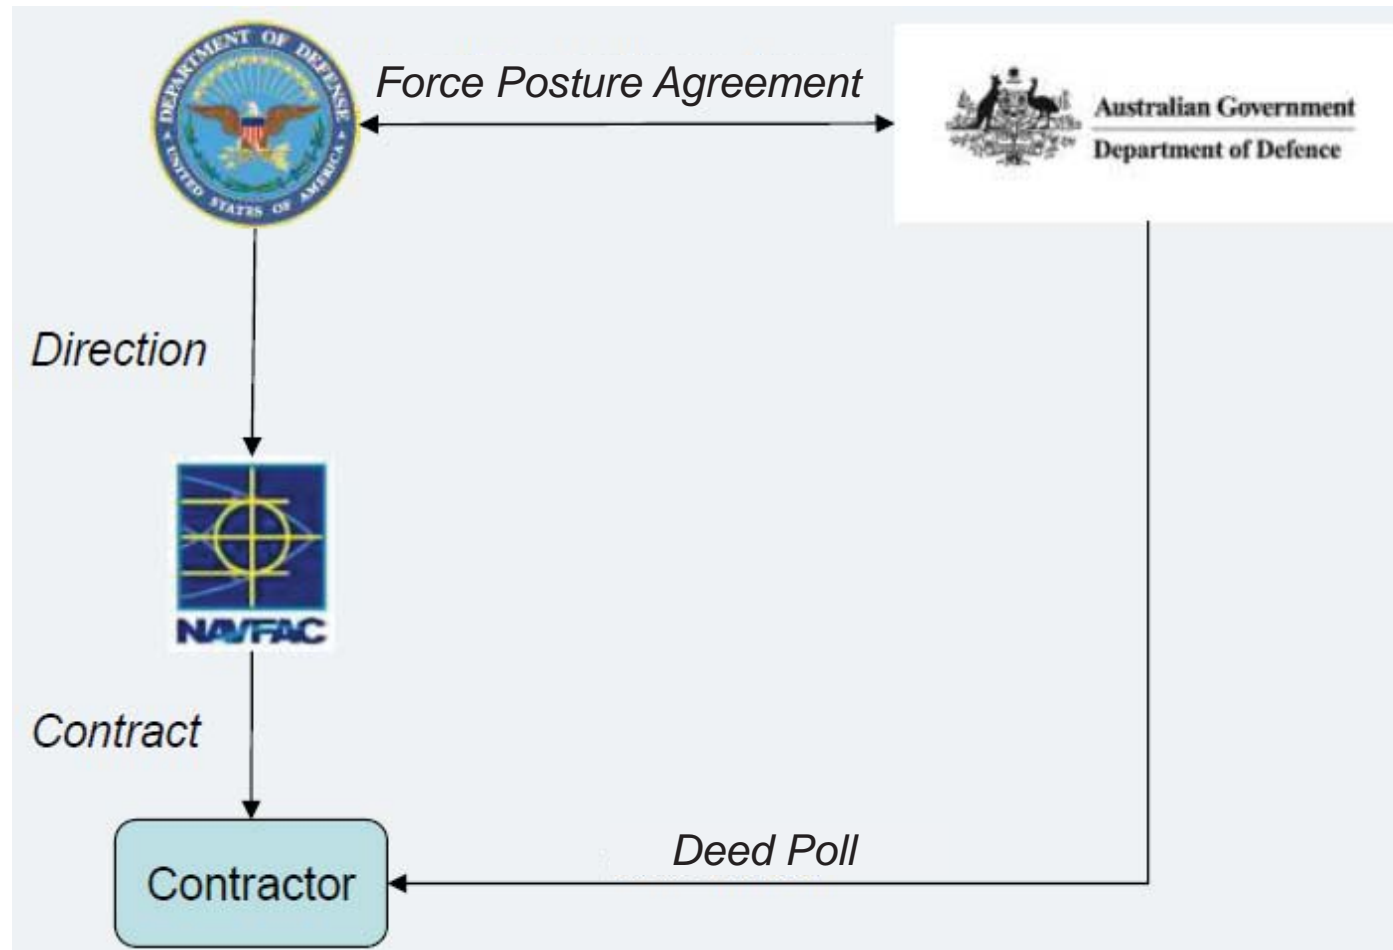 DEPARTMENT OF DEFENSE
UNITED STATES OF AMERICA
Force Posture Agreement
Australian Government
Department of Defence
Direction
NAVFAC
Contract
Contractor
Deed Poll